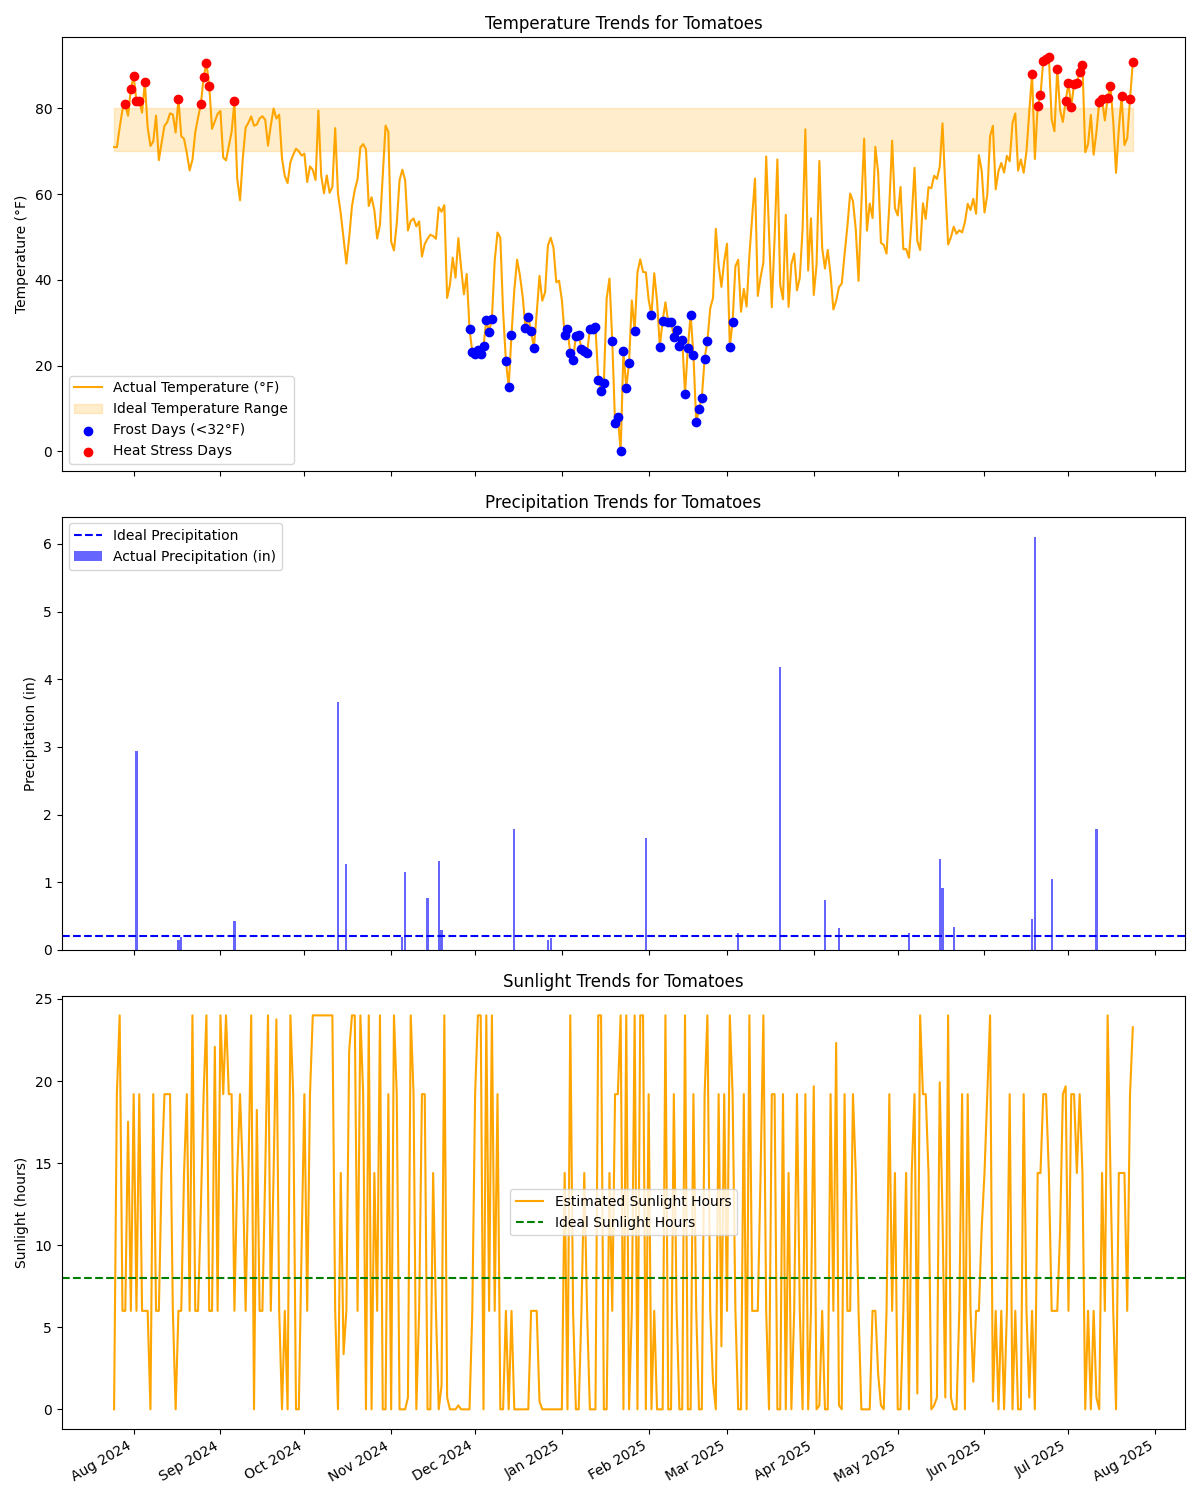 Temperature Trends for Tomatoes
Temperature (°F)
80
60
40
20
0
Actual Temperature (°F)
Ideal Temperature Range
Frost Days (<32°F)
Heat Stress Days
Precipitation Trends for Tomatoes
Precipitation (in)
6
5
4
3
2
1
0
Ideal Precipitation
Actual Precipitation (in)
Sunlight Trends for Tomatoes
Sunlight (hours)
25
20
15
10
5
0
Estimated Sunlight Hours
Ideal Sunlight Hours
Aug 2024
Sep 2024
Oct 2024
Nov 2024
Dec 2024
Jan 2025
Feb 2025
Mar 2025
Apr 2025
May 2025
Jun 2025
Jul 2025
Aug 2025